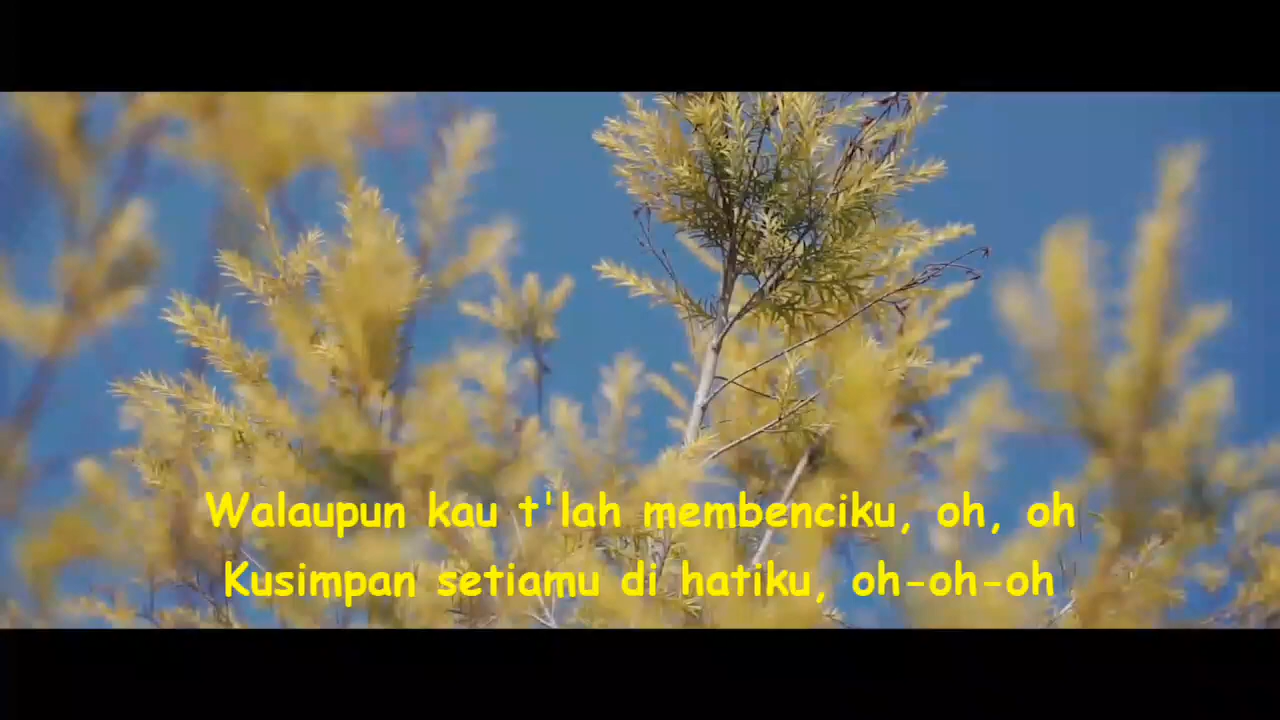 Walaupun kau t'lah membenciku, oh, oh
Kusimpan setiamu di hatiku, oh-oh-oh